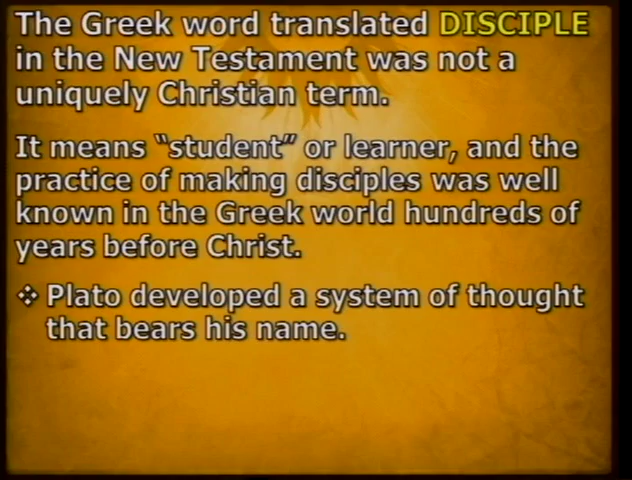 The Greek word translated DISCIPLE
in the New Testament was not a
uniquely Christian term.
It means “student” or learner, and the
practice of making disciples was well
known in the Greek world hundreds of
years before Christ.
❖ Plato developed a system of thought
that bears his name.